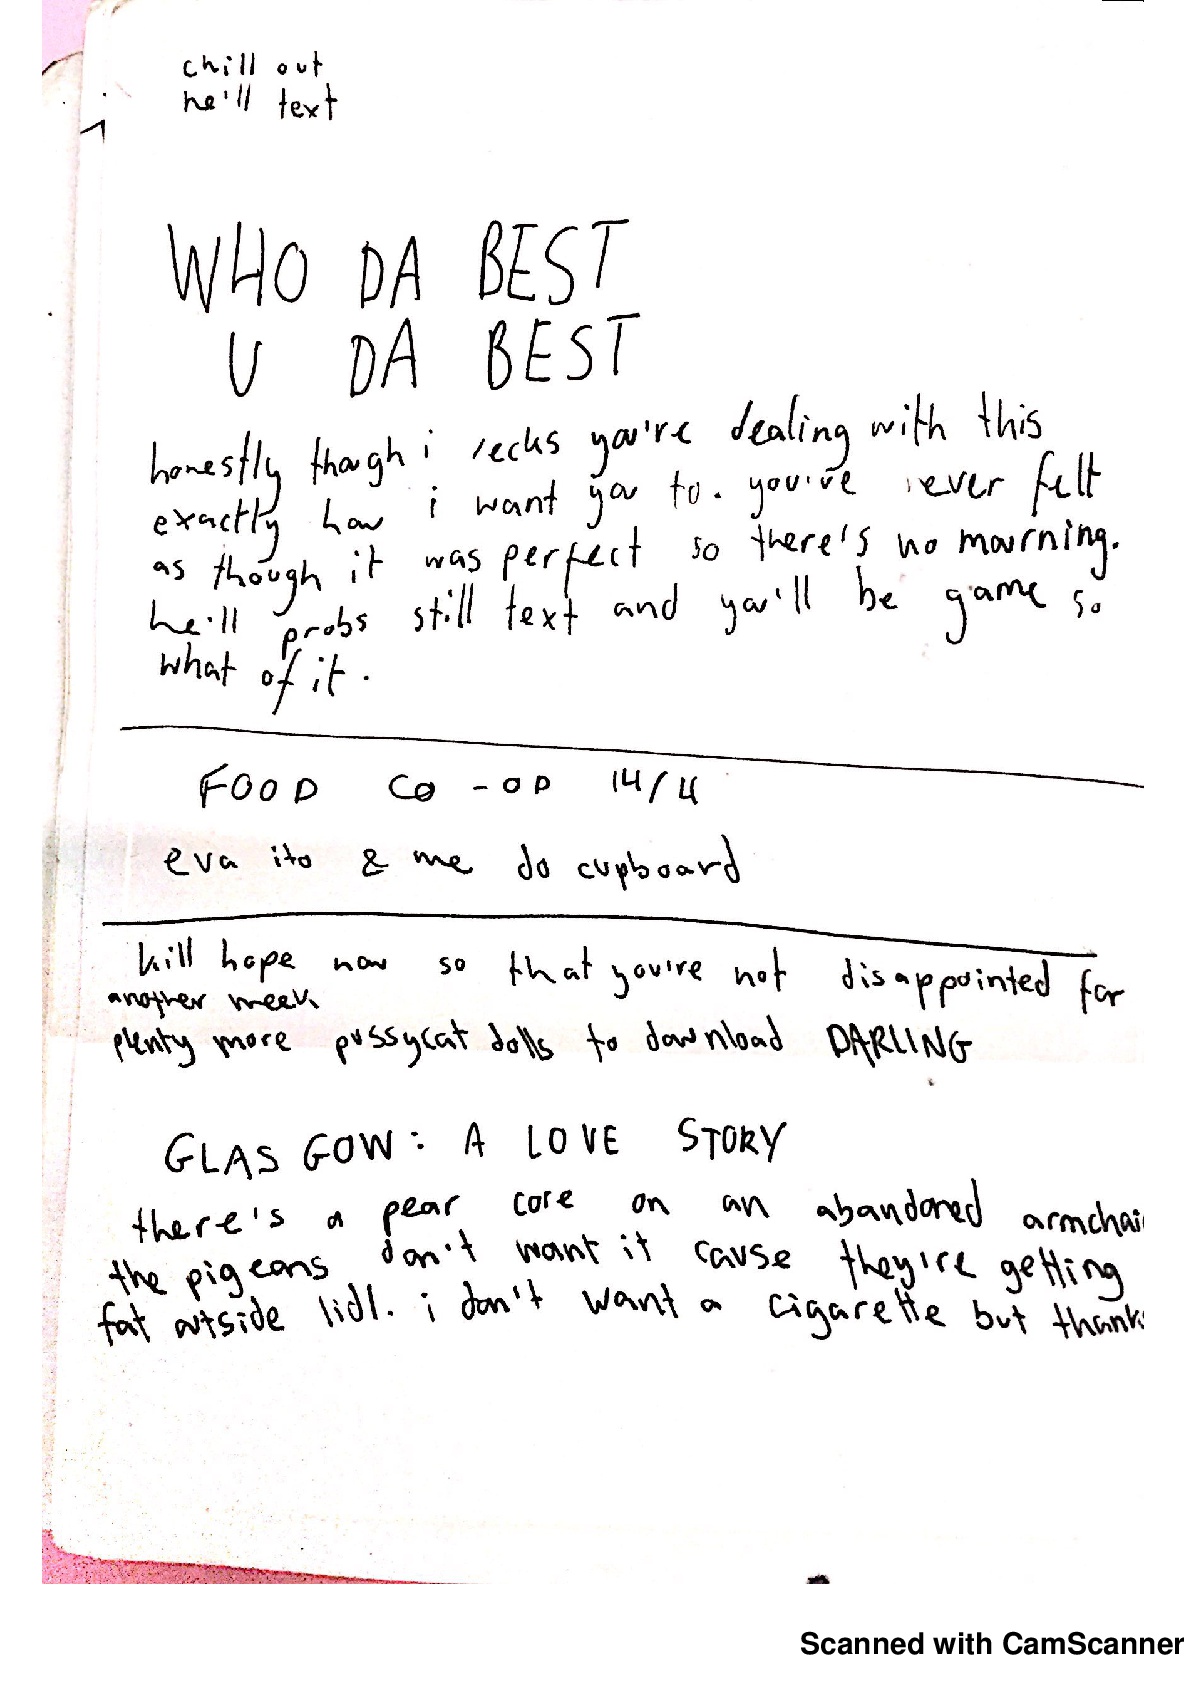 chill out
he'll text
WHO DA BEST
U DA BEST
honestly though i recks you're dealing with this
exactly how i want you to. you've never felt
as though it was perfect so there's no mourning.
he'll probs still text and you'll be game so
what of it.
FOOD CO-OP 14/4
eva ito & me do cupboard
kill hope now so that you're not disappointed for
another week
plenty more pussycat dolls to download DARLING
GLASGOW: A LOVE STORY
there's a pear core on an abandoned armchai
the pigeons don't want it cause they're getting
fat outside lidl. i don't want a cigarette but thank
Scanned with CamScanner